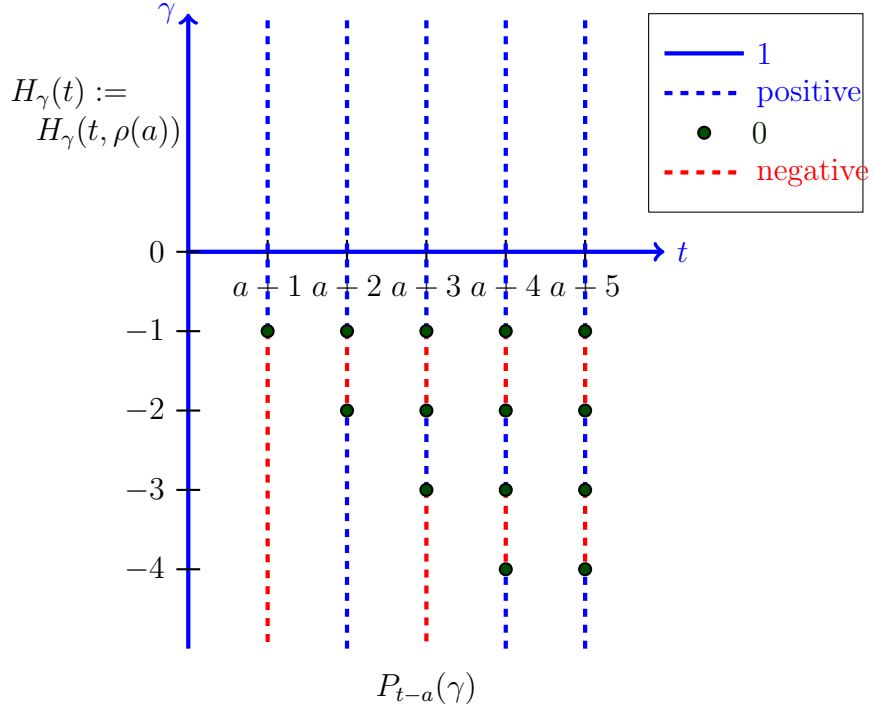 γ
H_γ(t) :=
H_γ(t, ρ(a))
1
positive
0
negative
0
t
a + 1 a + 2 a + 3 a + 4 a + 5
−1
−2
−3
−4
P_{t−a}(γ)